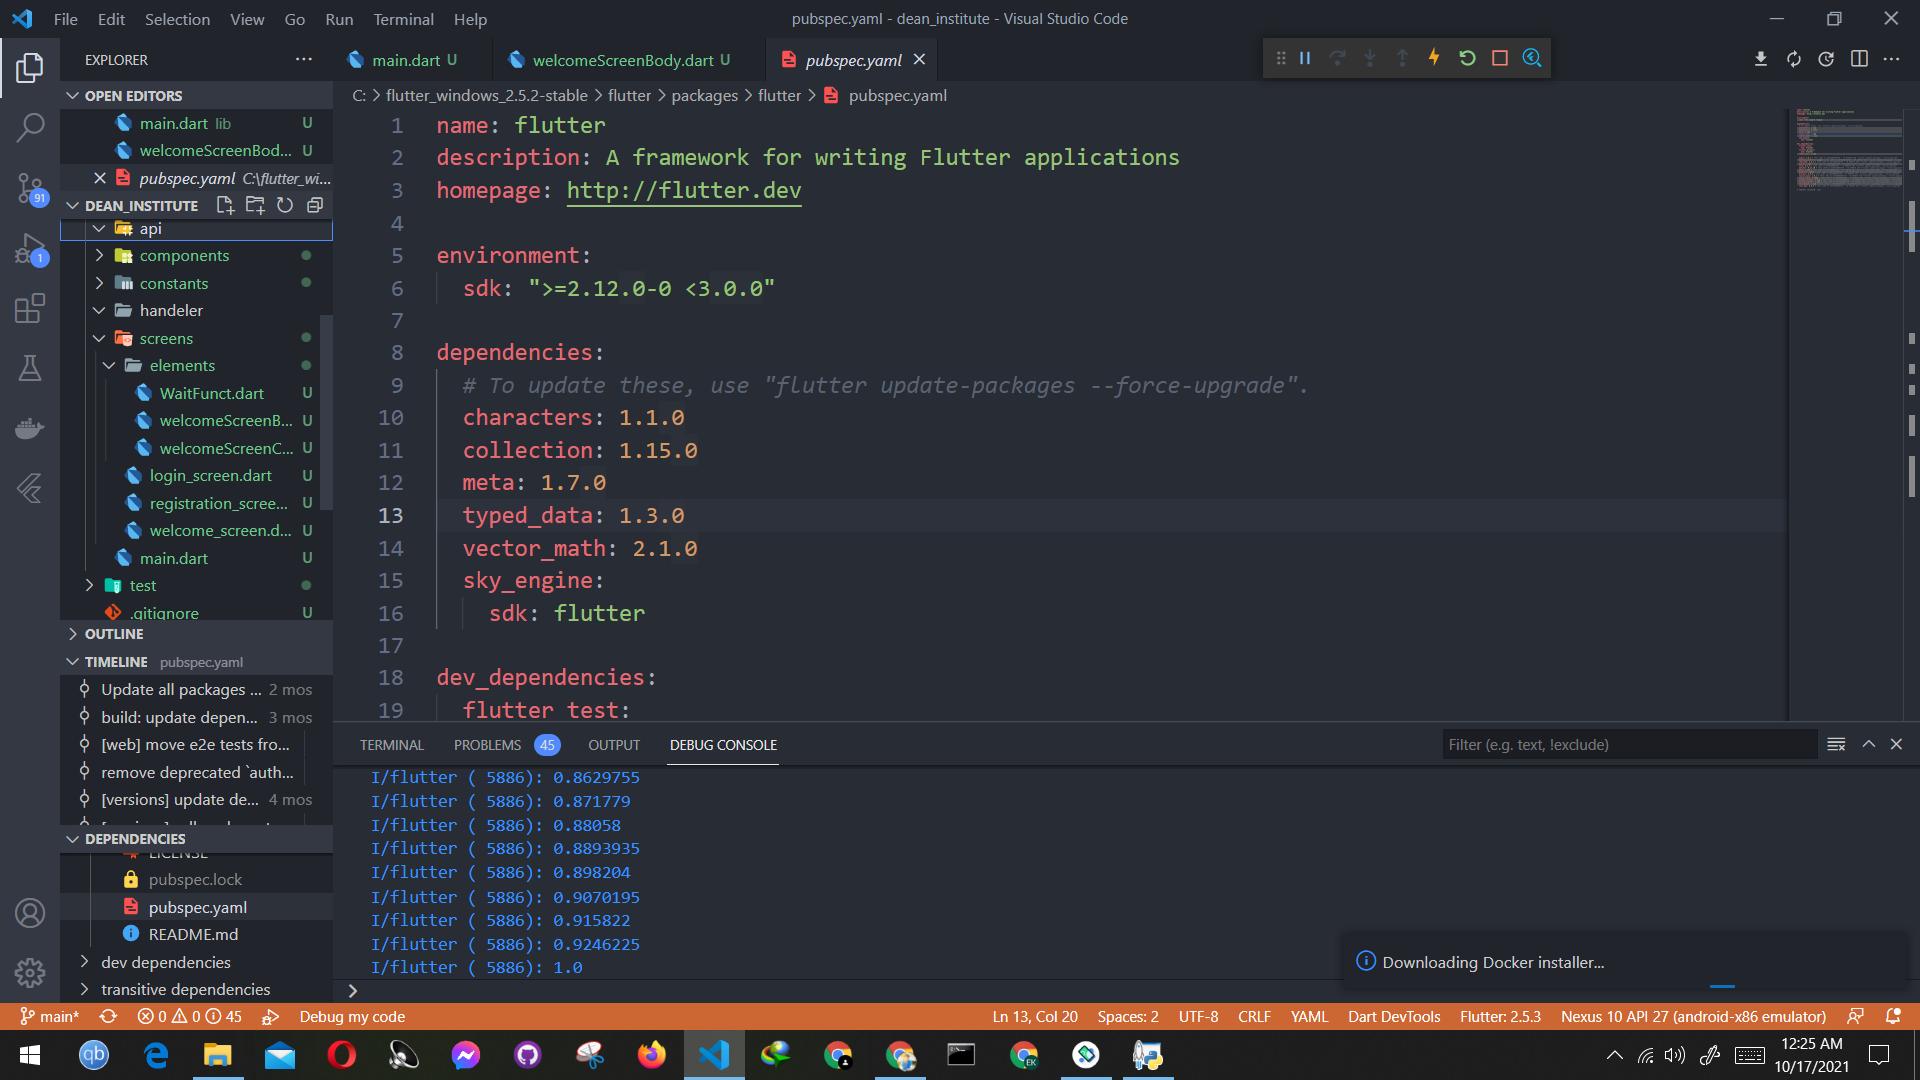 File Edit Selection View Go Run Terminal Help
pubspec.yaml - dean_institute - Visual Studio Code
EXPLORER
main.dart U
welcomeScreenBody.dart U
pubspec.yaml
OPEN EDITORS
main.dart lib U
welcomeScreenBod... U
pubspec.yaml C:\flutter_wi...
DEAN_INSTITUTE
api
components
constants
handeler
screens
elements
WaitFunct.dart U
welcomeScreenB... U
welcomeScreenC... U
login_screen.dart U
registration_scree... U
welcome_screen.d... U
main.dart U
test
.gitignore U
OUTLINE
TIMELINE pubspec.yaml
Update all packages ... 2 mos
build: update depen... 3 mos
[web] move e2e tests fro...
remove deprecated `auth...
[versions] update de... 4 mos
DEPENDENCIES
LICENSE
pubspec.lock
pubspec.yaml
README.md
dev dependencies
transitive dependencies
91
1
C: > flutter_windows_2.5.2-stable > flutter > packages > flutter > pubspec.yaml
1 name: flutter
2 description: A framework for writing Flutter applications
3 homepage: http://flutter.dev
4
5 environment:
6 sdk: ">=2.12.0-0 <3.0.0"
7
8 dependencies:
9 # To update these, use "flutter update-packages --force-upgrade".
10 characters: 1.1.0
11 collection: 1.15.0
12 meta: 1.7.0
13 typed_data: 1.3.0
14 vector_math: 2.1.0
15 sky_engine:
16 sdk: flutter
17
18 dev_dependencies:
19 flutter_test:
TERMINAL PROBLEMS 45 OUTPUT DEBUG CONSOLE
Filter (e.g. text, !exclude)
I/flutter ( 5886): 0.8629755
I/flutter ( 5886): 0.871779
I/flutter ( 5886): 0.88058
I/flutter ( 5886): 0.8893935
I/flutter ( 5886): 0.898204
I/flutter ( 5886): 0.9070195
I/flutter ( 5886): 0.915822
I/flutter ( 5886): 0.9246225
I/flutter ( 5886): 1.0
Downloading Docker installer...
main* 0 0 45 Debug my code
Ln 13, Col 20 Spaces: 2 UTF-8 CRLF YAML Dart DevTools Flutter: 2.5.3 Nexus 10 API 27 (android-x86 emulator)
qb
EK
12:25 AM
10/17/2021